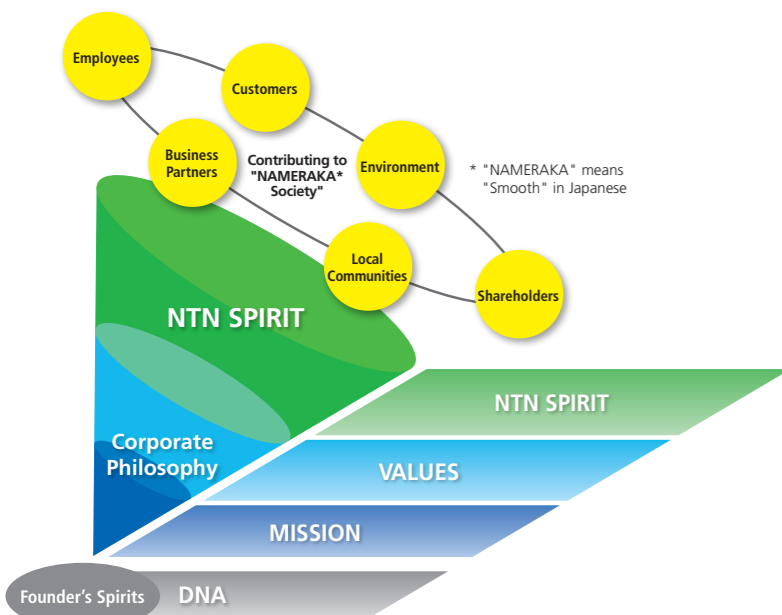 Employees
Customers
Business
Partners
Contributing to
"NAMERAKA*
Society"
Environment
* "NAMERAKA" means
"Smooth" in Japanese
Local
Communities
Shareholders
NTN SPIRIT
NTN SPIRIT
Corporate
Philosophy
VALUES
MISSION
Founder's Spirits
DNA